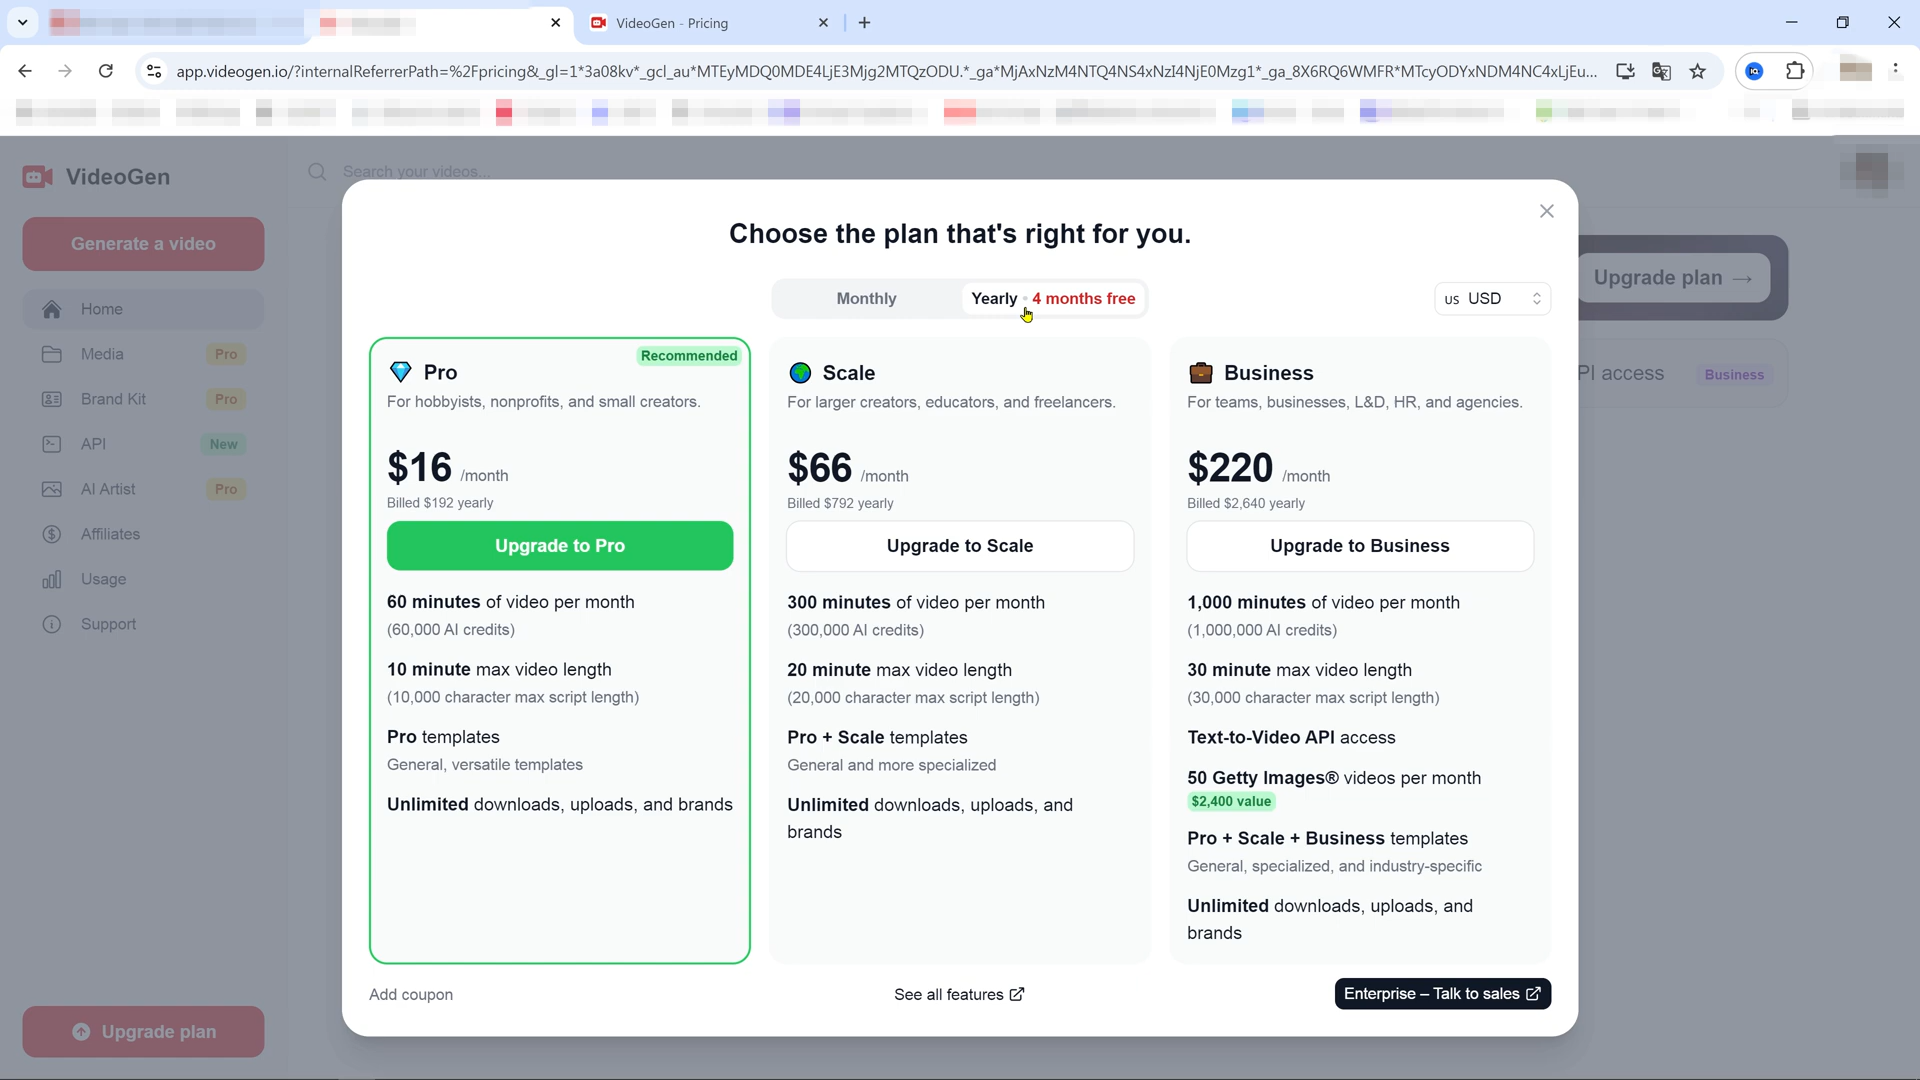 VideoGen - Pricing
app.videogen.io/?internalReferrerPath=%2Fpricing&_gl=1*3a08kv*_gcl_au*MTEyMDQ0MDE4LjE3Mjg2MTQzODU.*_ga*MjAxNzM4NTQ4NS4xNzI4NjE0Mzg1*_ga_8X6RQ6WMFR*MTcyODYxNDM4NC4xLjEu...
VideoGen
Search your videos...
Generate a video
Home
Media Pro
Brand Kit Pro
API New
AI Artist Pro
Affiliates
Usage
Support
Upgrade plan
Upgrade plan →
PI access Business
Choose the plan that's right for you.
Monthly
Yearly • 4 months free
us USD
Recommended
Pro
For hobbyists, nonprofits, and small creators.
$16 /month
Billed $192 yearly
Upgrade to Pro
60 minutes of video per month
(60,000 AI credits)
10 minute max video length
(10,000 character max script length)
Pro templates
General, versatile templates
Unlimited downloads, uploads, and brands
Scale
For larger creators, educators, and freelancers.
$66 /month
Billed $792 yearly
Upgrade to Scale
300 minutes of video per month
(300,000 AI credits)
20 minute max video length
(20,000 character max script length)
Pro + Scale templates
General and more specialized
Unlimited downloads, uploads, and
brands
Business
For teams, businesses, L&D, HR, and agencies.
$220 /month
Billed $2,640 yearly
Upgrade to Business
1,000 minutes of video per month
(1,000,000 AI credits)
30 minute max video length
(30,000 character max script length)
Text-to-Video API access
50 Getty Images® videos per month
$2,400 value
Pro + Scale + Business templates
General, specialized, and industry-specific
Unlimited downloads, uploads, and
brands
Add coupon
See all features
Enterprise – Talk to sales